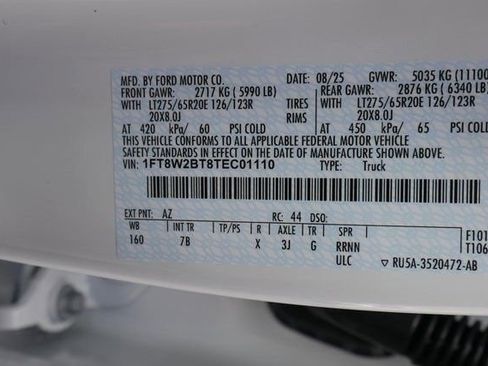 MFD. BY FORD MOTOR CO. DATE: 08/25 GVWR: 5035 KG (11100
FRONT GAWR: 2717 KG ( 5990 LB) REAR GAWR: 2876 KG ( 6340 LB)
WITH LT275/65R20E 126/123R TIRES WITH LT275/65R20E 126/123R
20X8.0J RIMS 20X8.0J
AT 420 kPa/ 60 PSI COLD AT 450 kPa/ 65 PSI COLD
THIS VEHICLE CONFORMS TO ALL APPLICABLE FEDERAL MOTOR VEHICLE
SAFETY STANDARDS IN EFFECT ON THE DATE OF MANUFACTURE SHOWN ABOVE.
VIN: 1FT8W2BT8TEC01110 TYPE: Truck
EXT PNT: AZ RC: 44 DSO:
WB INT TR TP/PS R AXLE TR SPR F101
160 7B X 3J G RRNN T106
ULC ▽ RU5A-3520472-AB